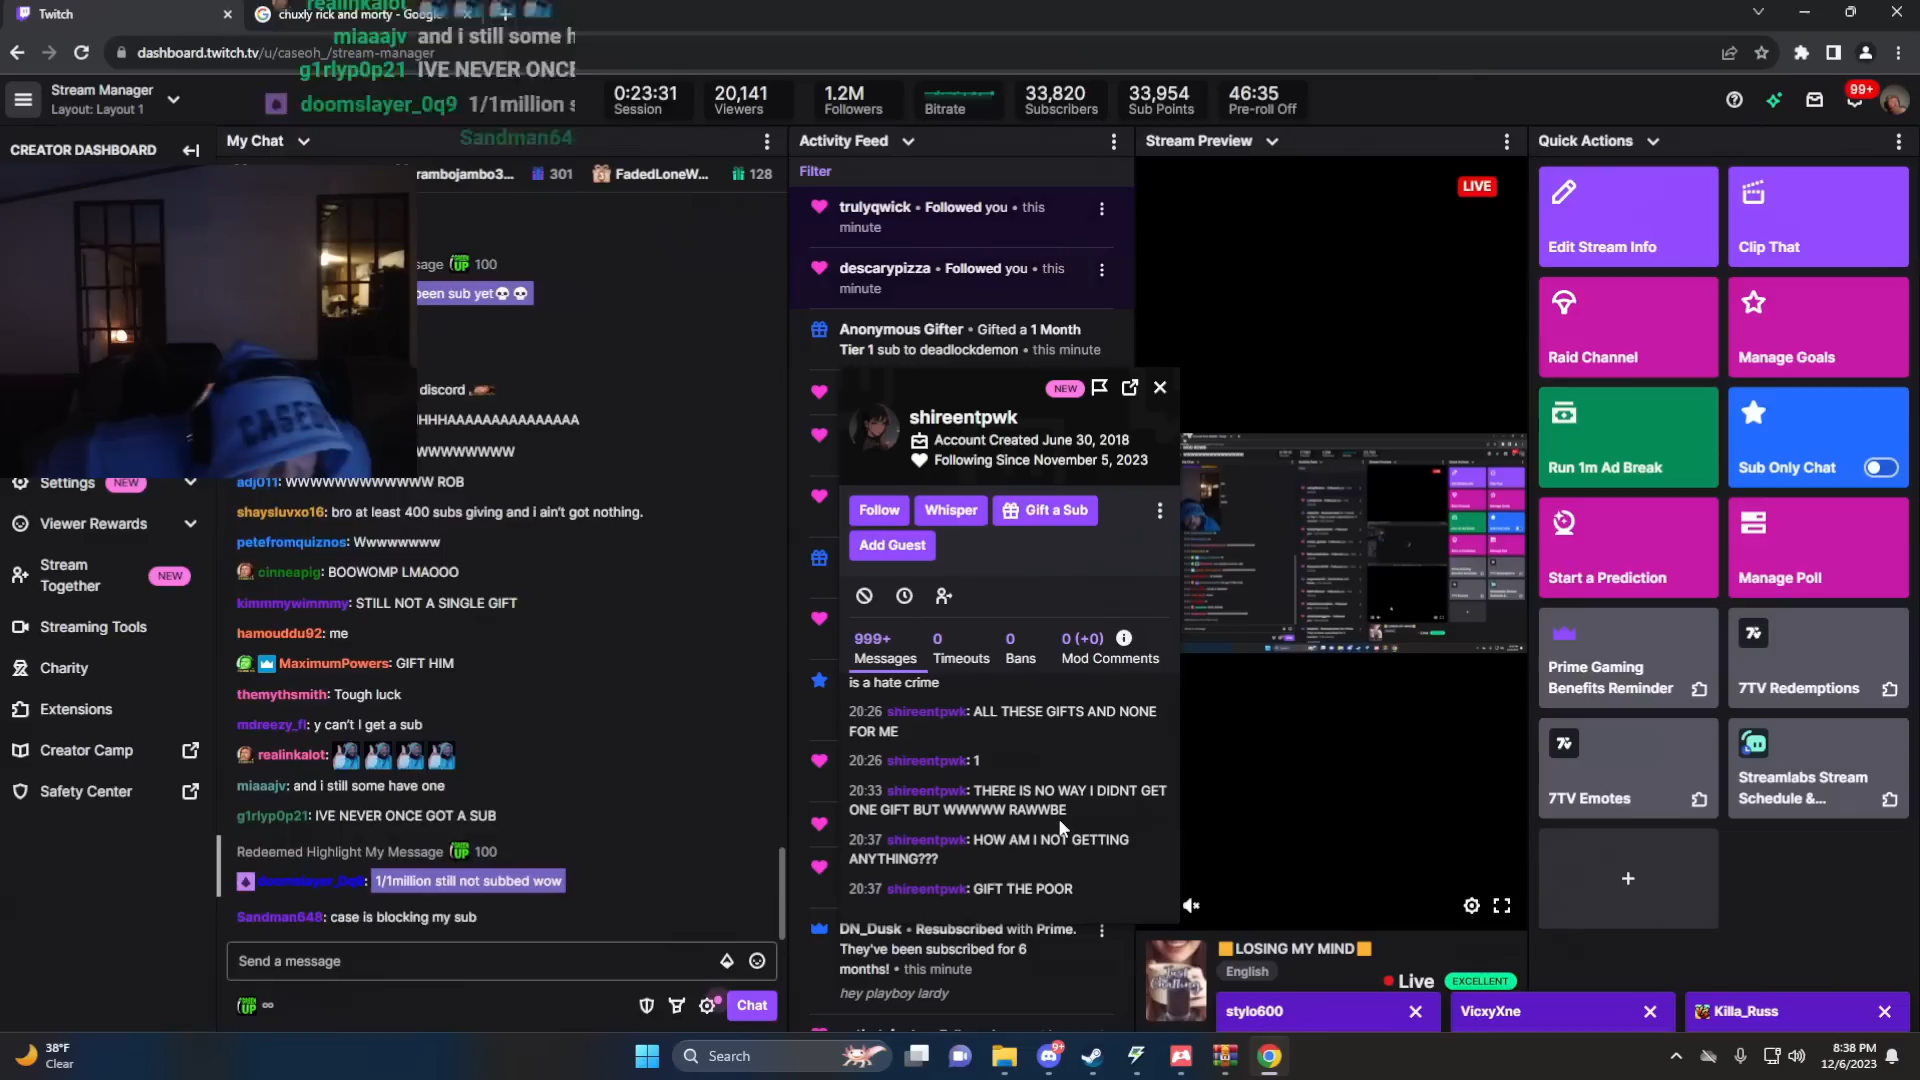 Twitch
chuxly rick and morty - Google
dashboard.twitch.tv/u/caseoh_/stream-manager
realinkalot
miaaajv and i still some h
g1rlyp0p21 IVE NEVER ONCE
doomslayer_0q9 1/1million s
Sandman64
Stream Manager
Layout: Layout 1
0:23:31
Session
20,141
Viewers
1.2M
Followers
Bitrate
33,820
Subscribers
33,954
Sub Points
46:35
Pre-roll Off
99+
CREATOR DASHBOARD
Settings NEW
Viewer Rewards
Stream Together NEW
Streaming Tools
Charity
Extensions
Creator Camp
Safety Center
My Chat
rambojambo3... 301 FadedLoneW... 128
sage 100
been sub yet
discord
HHHAAAAAAAAAAAAAA
WWWWWWWWW
CASEOH
adj011: WWWWWWWWWWWW ROB
shaysluvxo16: bro at least 400 subs giving and i ain't got nothing.
petefromquiznos: Wwwwwwww
cinneapig: BOOWOMP LMAOOO
kimmmywimmmy: STILL NOT A SINGLE GIFT
hamouddu92: me
MaximumPowers: GIFT HIM
themythsmith: Tough luck
mdreezy_fl: y can't I get a sub
realinkalot:
miaaajv: and i still some have one
g1rlyp0p21: IVE NEVER ONCE GOT A SUB
Redeemed Highlight My Message 100
doomslayer_0q9: 1/1million still not subbed wow
Sandman648: case is blocking my sub
Send a message
Chat
Activity Feed
Filter
trulyqwick • Followed you • this
minute
descarypizza • Followed you • this
minute
Anonymous Gifter • Gifted a 1 Month
Tier 1 sub to deadlockdemon • this minute
NEW
shireentpwk
Account Created June 30, 2018
Following Since November 5, 2023
Follow Whisper Gift a Sub
Add Guest
999+
Messages
0
Timeouts
0
Bans
0 (+0)
Mod Comments
is a hate crime
20:26 shireentpwk: ALL THESE GIFTS AND NONE
FOR ME
20:26 shireentpwk: 1
20:33 shireentpwk: THERE IS NO WAY I DIDNT GET
ONE GIFT BUT WWWWW RAWWBE
20:37 shireentpwk: HOW AM I NOT GETTING
ANYTHING???
20:37 shireentpwk: GIFT THE POOR
DN_Dusk • Resubscribed with Prime.
They've been subscribed for 6
months! • this minute
hey playboy lardy
Stream Preview
LIVE
LOSING MY MIND
English
Live EXCELLENT
stylo600
VicxyXne
Killa_Russ
Quick Actions
Edit Stream Info
Clip That
Raid Channel
Manage Goals
Run 1m Ad Break
Sub Only Chat
Start a Prediction
Manage Poll
Prime Gaming
Benefits Reminder
7TV Redemptions
7TV Emotes
Streamlabs Stream
Schedule &...
38°F
Clear
Search
9+
8:38 PM
12/6/2023